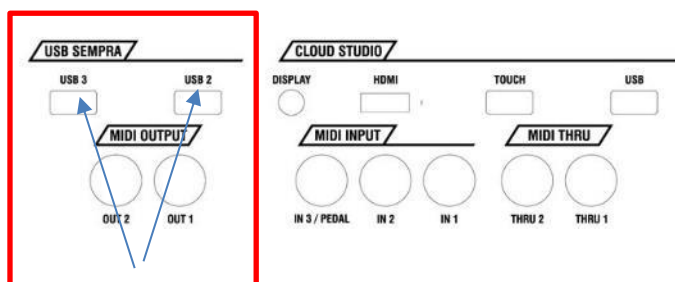 USB SEMPRA
CLOUD STUDIO
USB 3
USB 2
DISPLAY
HDMI
TOUCH
USB
MIDI OUTPUT
MIDI INPUT
MIDI THRU
OUT 2
OUT 1
IN 3 / PEDAL
IN 2
IN 1
THRU 2
THRU 1